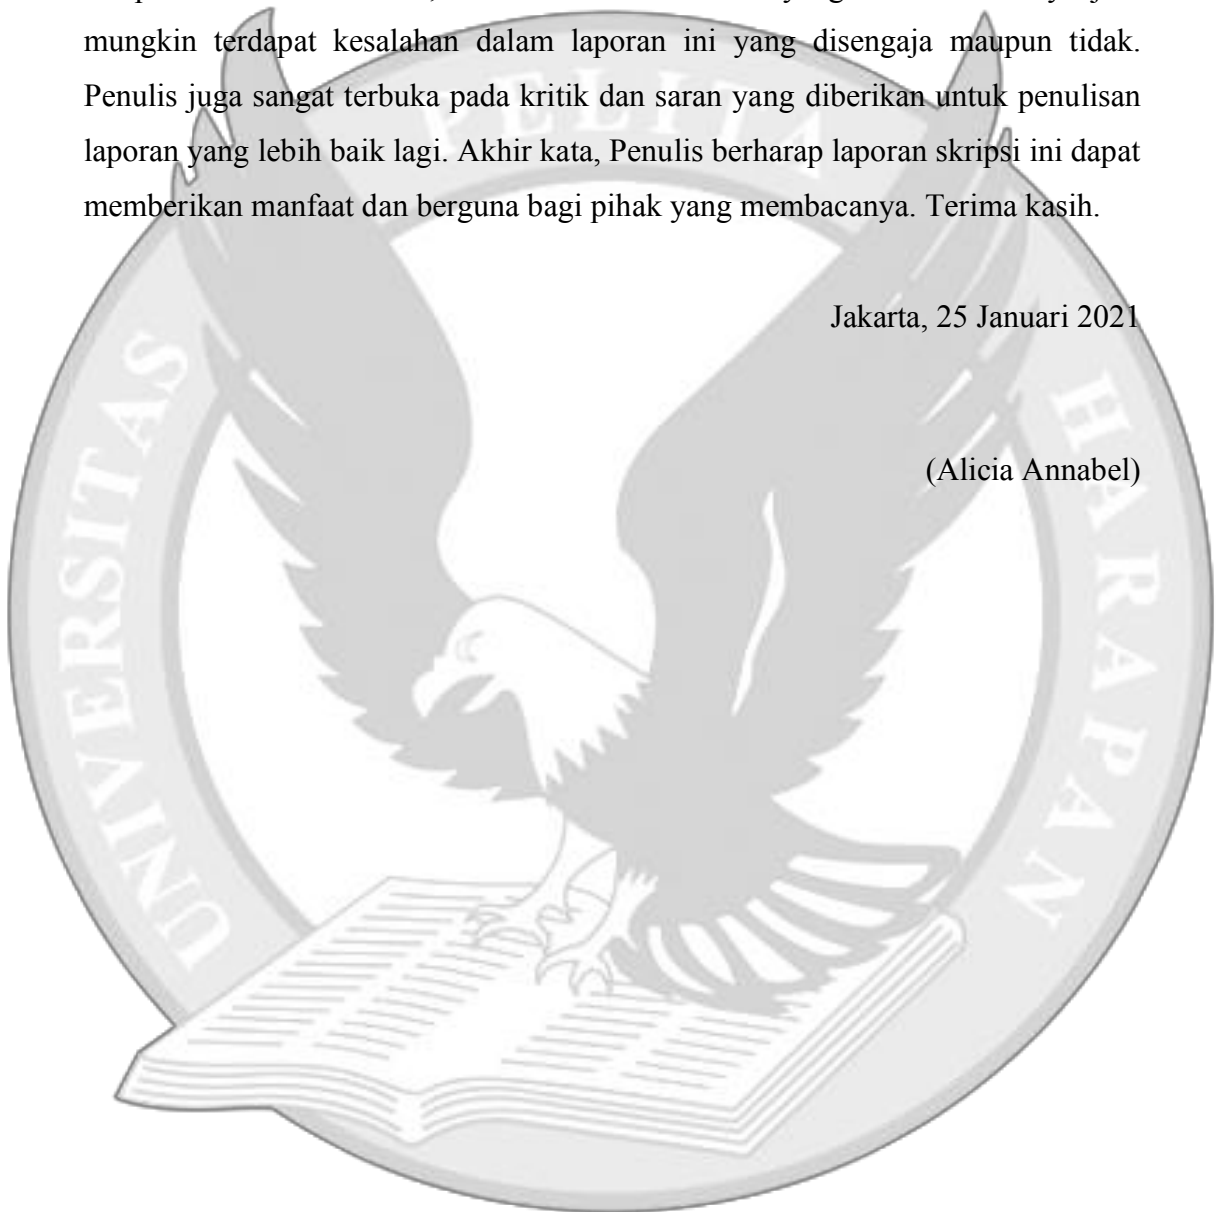 mungkin terdapat kesalahan dalam laporan ini yang disengaja maupun tidak.
Penulis juga sangat terbuka pada kritik dan saran yang diberikan untuk penulisan
laporan yang lebih baik lagi. Akhir kata, Penulis berharap laporan skripsi ini dapat
memberikan manfaat dan berguna bagi pihak yang membacanya. Terima kasih.
Jakarta, 25 Januari 2021
(Alicia Annabel)
UNIVERSITAS
PELITA
HARAPAN